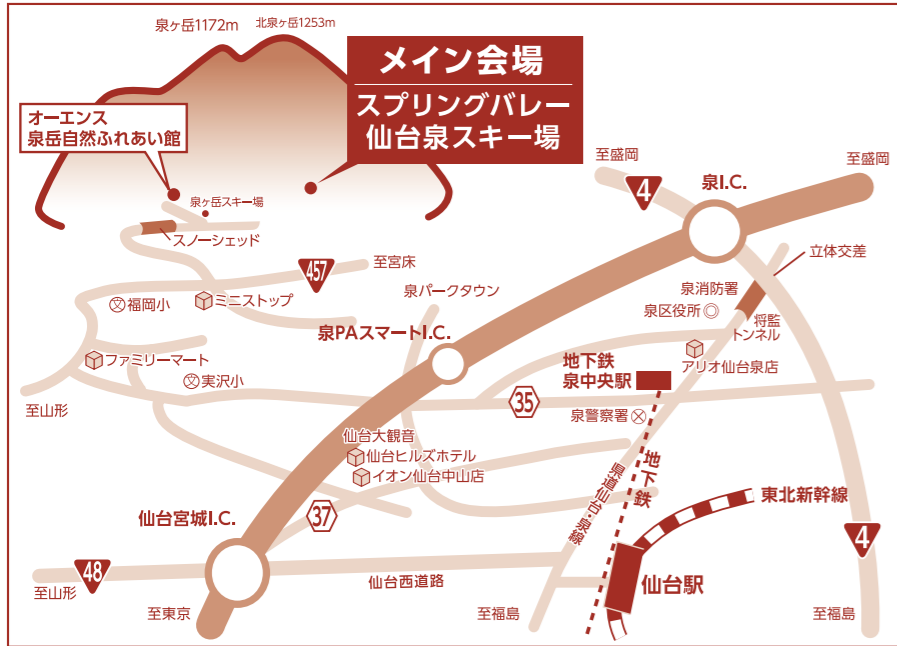 泉ヶ岳1172m
北泉ヶ岳1253m
メイン会場
スプリングバレー
仙台泉スキー場
オーエンス
泉岳自然ふれあい館
泉ヶ岳スキー場
スノーシェッド
至盛岡
4
泉I.C.
至盛岡
立体交差
457
至宮床
泉パークタウン
泉消防署
泉区役所
将監
トンネル
福岡小
ミニストップ
泉PAスマートI.C.
アリオ仙台泉店
地下鉄
泉中央駅
ファミリーマート
実沢小
35
至山形
泉警察署
仙台大観音
仙台ヒルズホテル
イオン仙台中山店
県道仙台・泉線
地下鉄
東北新幹線
仙台宮城I.C.
37
4
48
仙台西道路
仙台駅
至山形
至東京
至福島
至福島